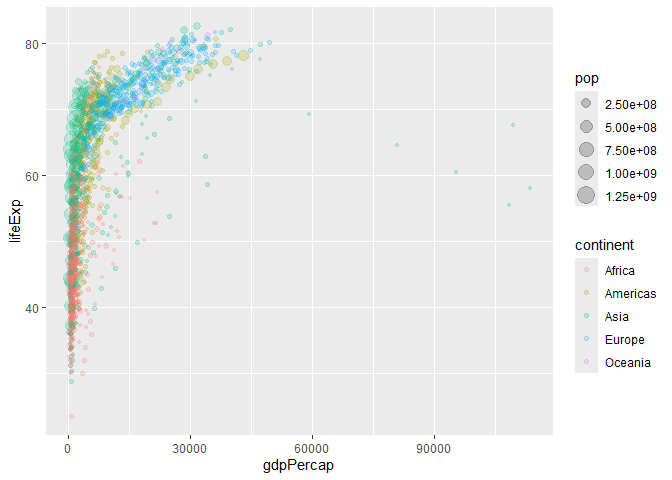 80
60
40
lifeExp
0
30000
60000
90000
gdpPercap
pop
2.50e+08
5.00e+08
7.50e+08
1.00e+09
1.25e+09
continent
Africa
Americas
Asia
Europe
Oceania